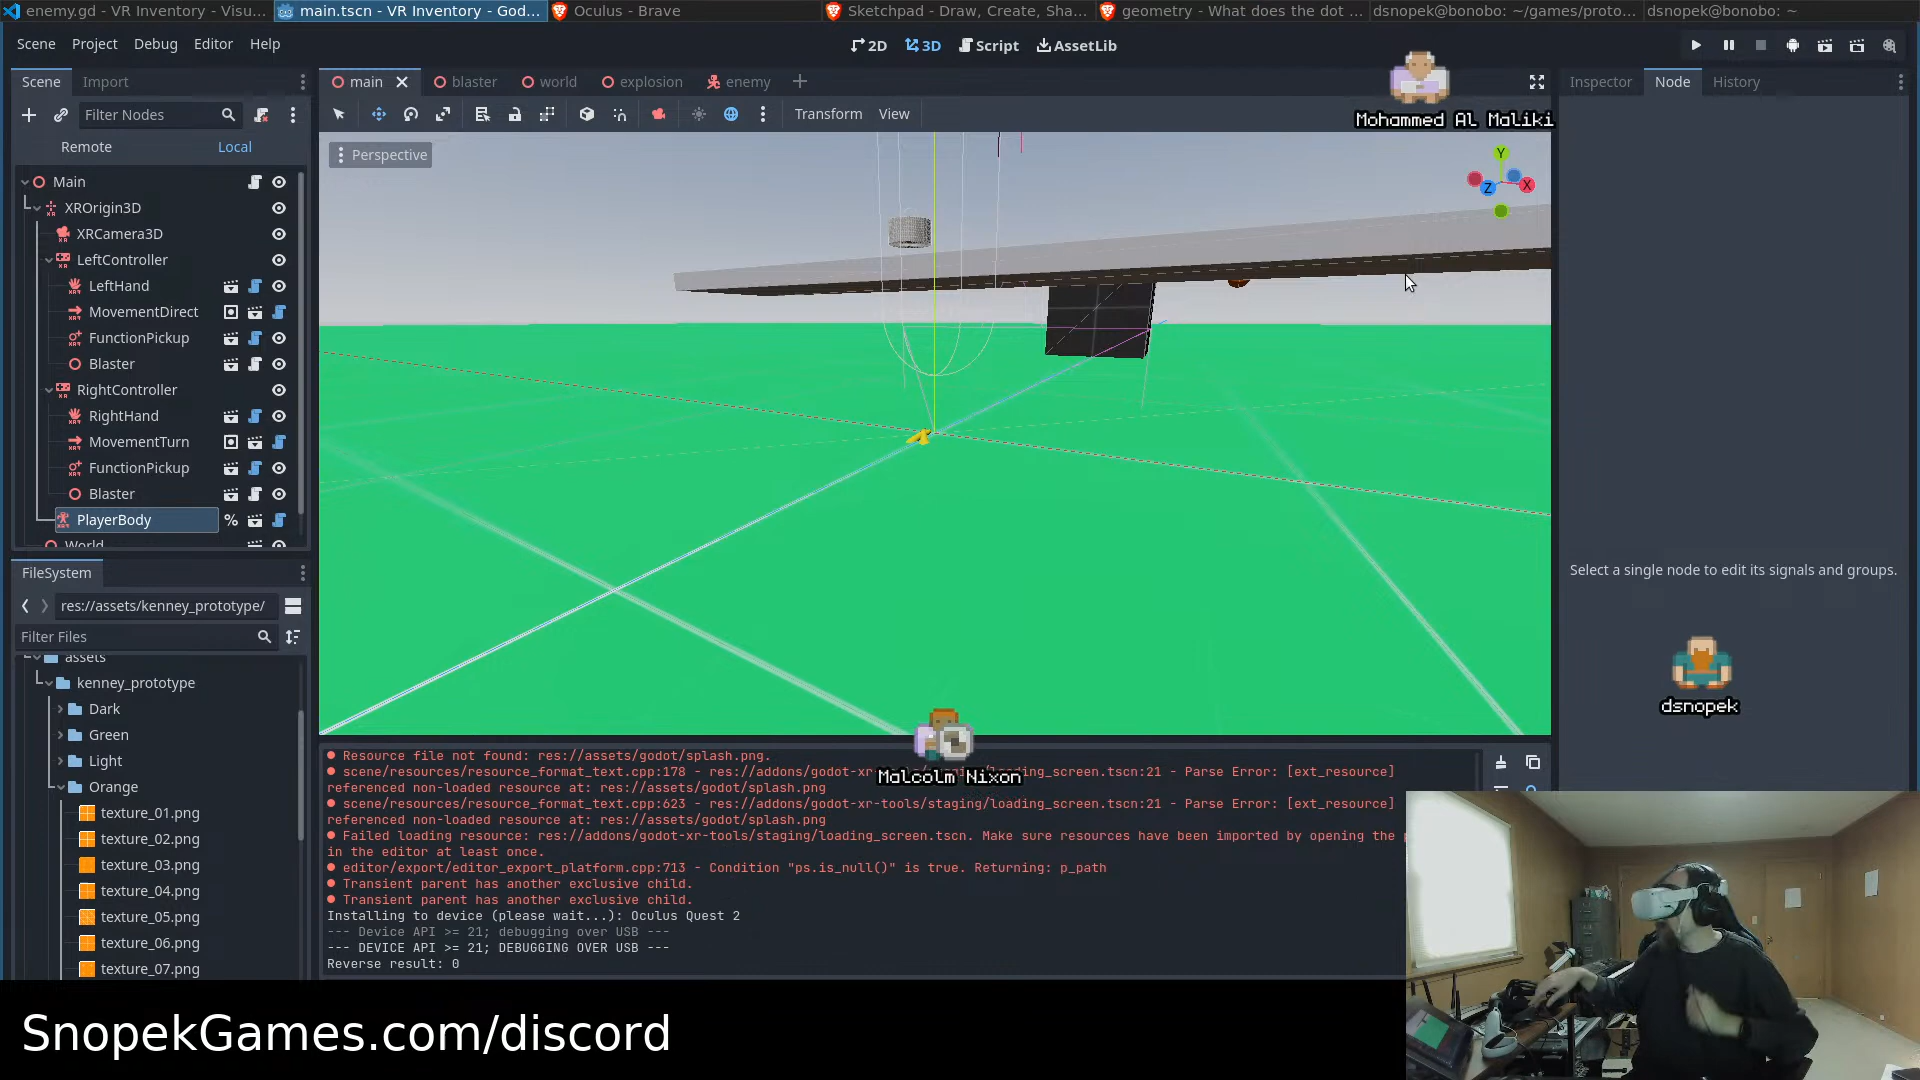 enemy.gd - VR Inventory - Visu...
main.tscn - VR Inventory - God...
Oculus - Brave
Sketchpad - Draw, Create, Sha...
geometry - What does the dot ...
dsnopek@bonobo: ~/games/proto...
dsnopek@bonobo: ~
Scene Project Debug Editor Help
2D 3D Script AssetLib
Scene Import
main blaster world explosion enemy
Inspector Node History
Filter Nodes
Transform View
Mohammed Al Maliki
Remote Local
Perspective
Y
X
Z
Main
XROrigin3D
XRCamera3D
LeftController
LeftHand
MovementDirect
FunctionPickup
Blaster
RightController
RightHand
MovementTurn
FunctionPickup
Blaster
PlayerBody %
World
Select a single node to edit its signals and groups.
dsnopek
FileSystem
res://assets/kenney_prototype/
Filter Files
assets
kenney_prototype
Dark
Green
Light
Orange
texture_01.png
texture_02.png
texture_03.png
texture_04.png
texture_05.png
texture_06.png
texture_07.png
Malcolm Nixon
Resource file not found: res://assets/godot/splash.png.
scene/resources/resource_format_text.cpp:178 - res://addons/godot-xr- ading_screen.tscn:21 - Parse Error: [ext_resource]
referenced non-loaded resource at: res://assets/godot/splash.png
scene/resources/resource_format_text.cpp:623 - res://addons/godot-xr-tools/staging/loading_screen.tscn:21 - Parse Error: [ext_resource]
referenced non-loaded resource at: res://assets/godot/splash.png
Failed loading resource: res://addons/godot-xr-tools/staging/loading_screen.tscn. Make sure resources have been imported by opening the p
in the editor at least once.
editor/export/editor_export_platform.cpp:713 - Condition "ps.is_null()" is true. Returning: p_path
Transient parent has another exclusive child.
Transient parent has another exclusive child.
Installing to device (please wait...): Oculus Quest 2
--- Device API >= 21; debugging over USB ---
--- DEVICE API >= 21; DEBUGGING OVER USB ---
Reverse result: 0
SnopekGames.com/discord